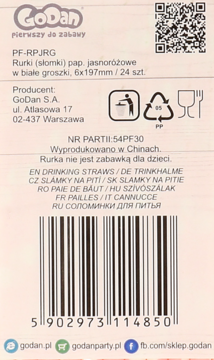 GoDan
pierwszy do zabawy
PF-RPJRG
Rurki (słomki) pap. jasnoróżowe
w białe groszki, 6x197mm / 24 szt.
Producent:
GoDan S.A.
ul. Atlasowa 17
02-437 Warszawa
05
PP
NR PARTII:54PF30
Wyprodukowano w Chinach.
Rurka nie jest zabawką dla dzieci.
EN DRINKING STRAWS / DE TRINKHALME
CZ SLÁMKY NA PITÍ / SK SLAMKY NA PITIE
RO PAIE DE BĂUT / HU SZÍVÓSZÁLAK
FR PAILLES / IT CANNUCCE
RU СОЛОМИНКИ ДЛЯ ПИТЬЯ
5 902973 114850
godan.pl godanparty.pl fb.com/sklep.godan